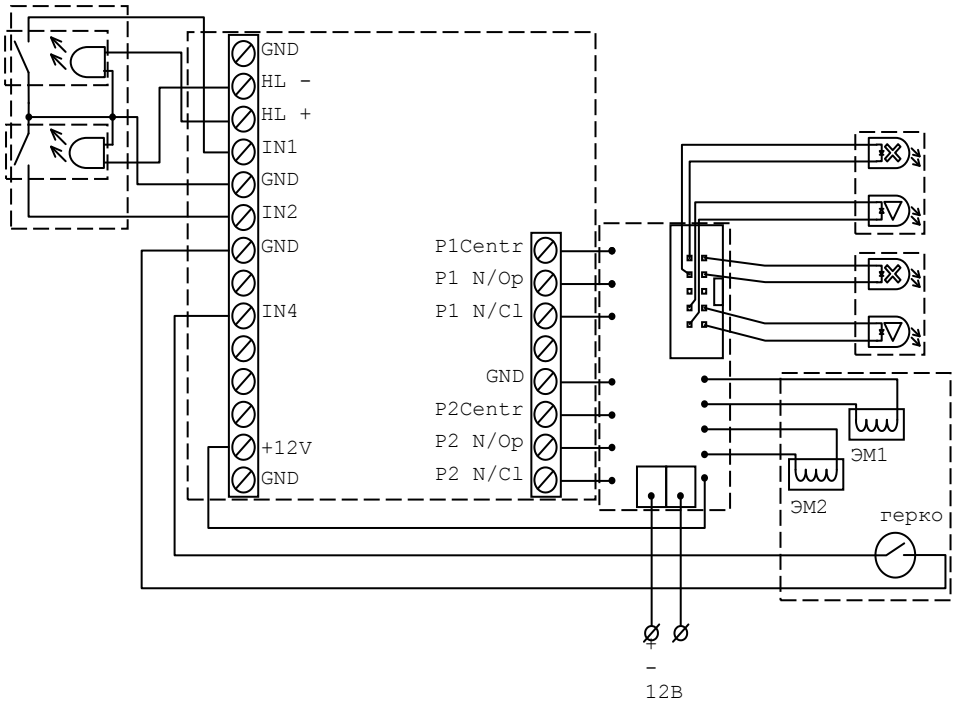 GND
HL -
HL +
IN1
GND
IN2
GND
IN4
+12V
GND
P1Centr
P1 N/Op
P1 N/Cl
GND
P2Centr
P2 N/Op
P2 N/Cl
ЭМ1
ЭМ2
герко
+
-
12В